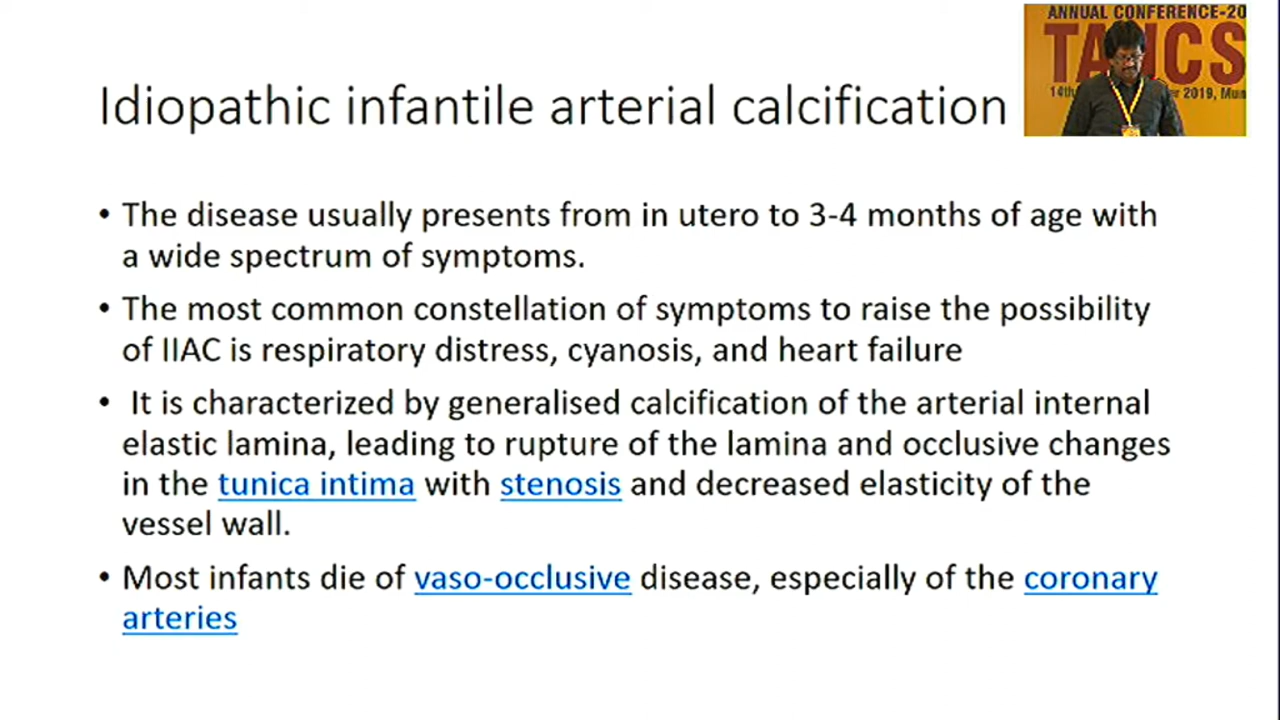 ANNUAL CONFERENCE-20
14th
2019, Mum
Idiopathic infantile arterial calcification
• The disease usually presents from in utero to 3-4 months of age with
a wide spectrum of symptoms.
• The most common constellation of symptoms to raise the possibility
of IIAC is respiratory distress, cyanosis, and heart failure
• It is characterized by generalised calcification of the arterial internal
elastic lamina, leading to rupture of the lamina and occlusive changes
in the tunica intima with stenosis and decreased elasticity of the
vessel wall.
• Most infants die of vaso-occlusive disease, especially of the coronary
arteries